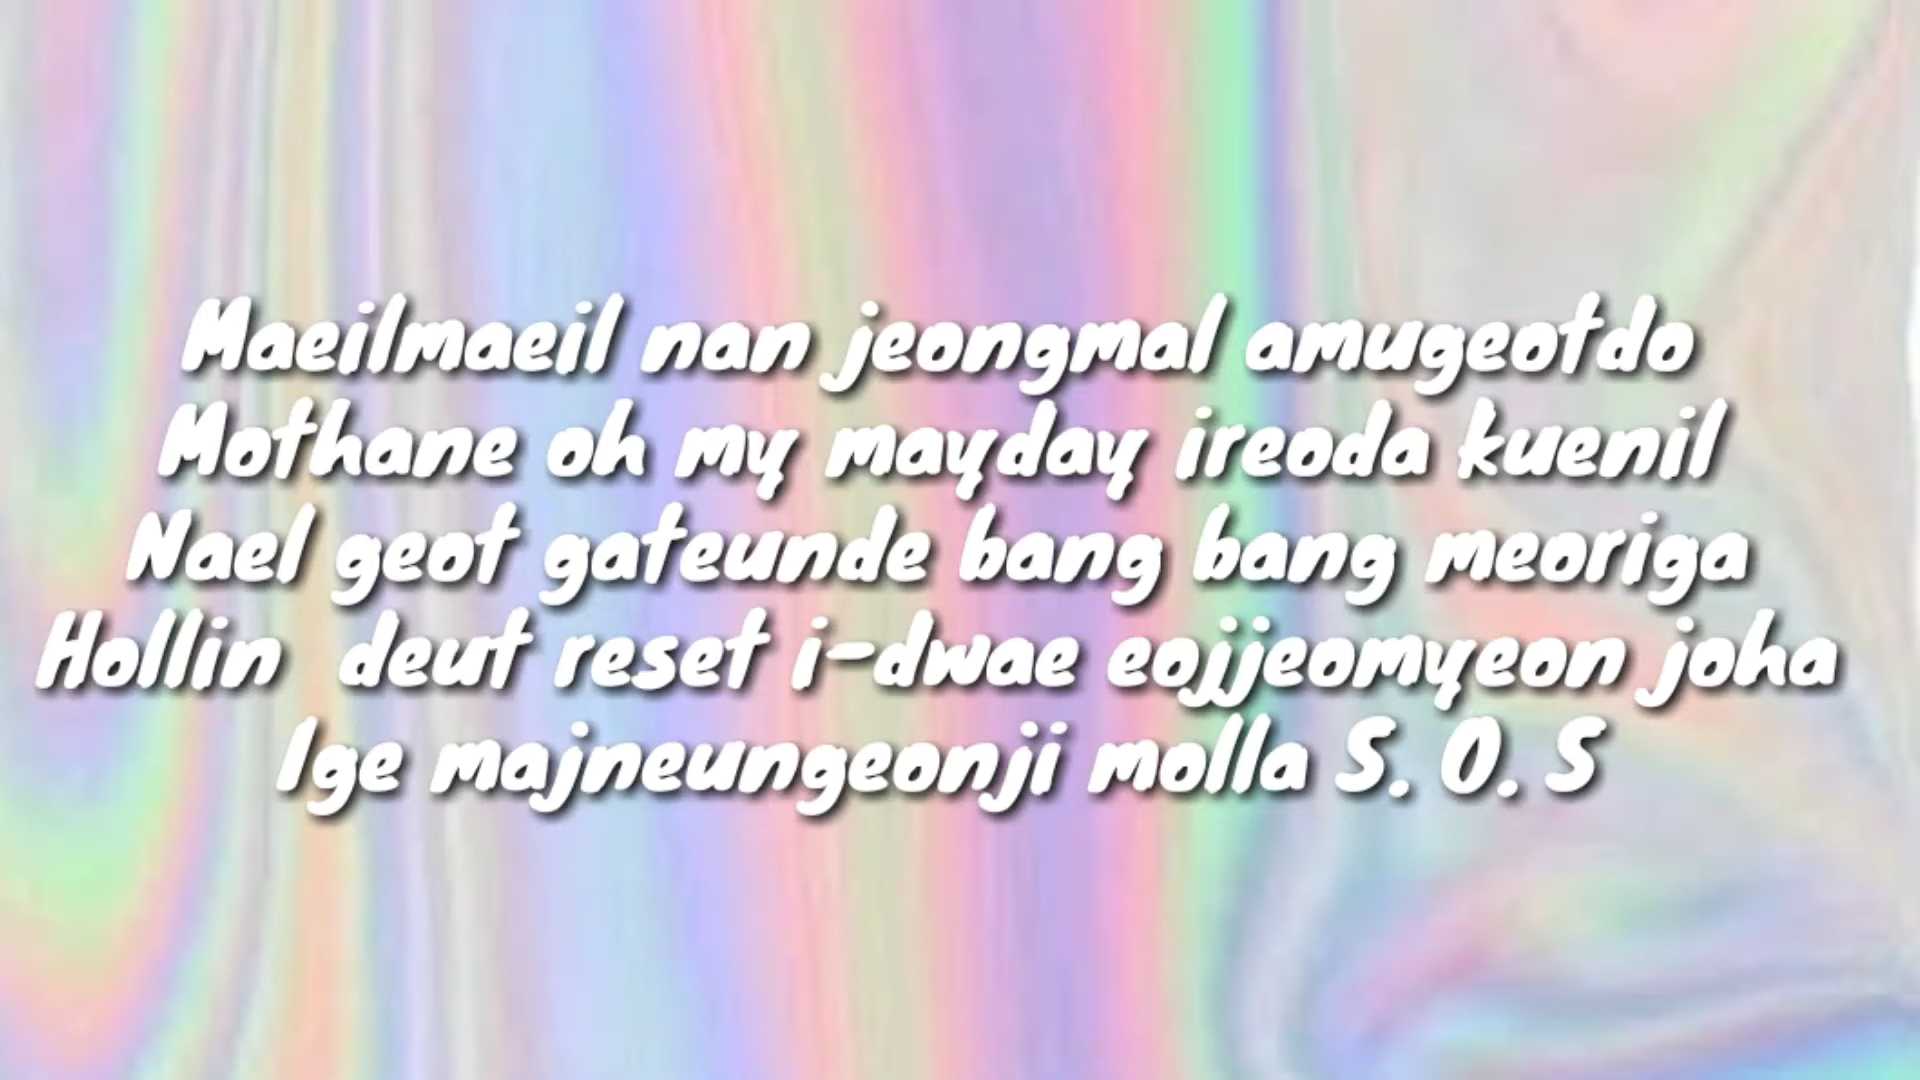 Maeilmaeil nan jeongmal amugeotdo
Mothane oh my mayday ireoda kuenil
Nael geot gateunde bang bang meoriga
Hollin  deut reset i-dwae eojjeomyeon joha
Ige majneungeonji molla S. O. S